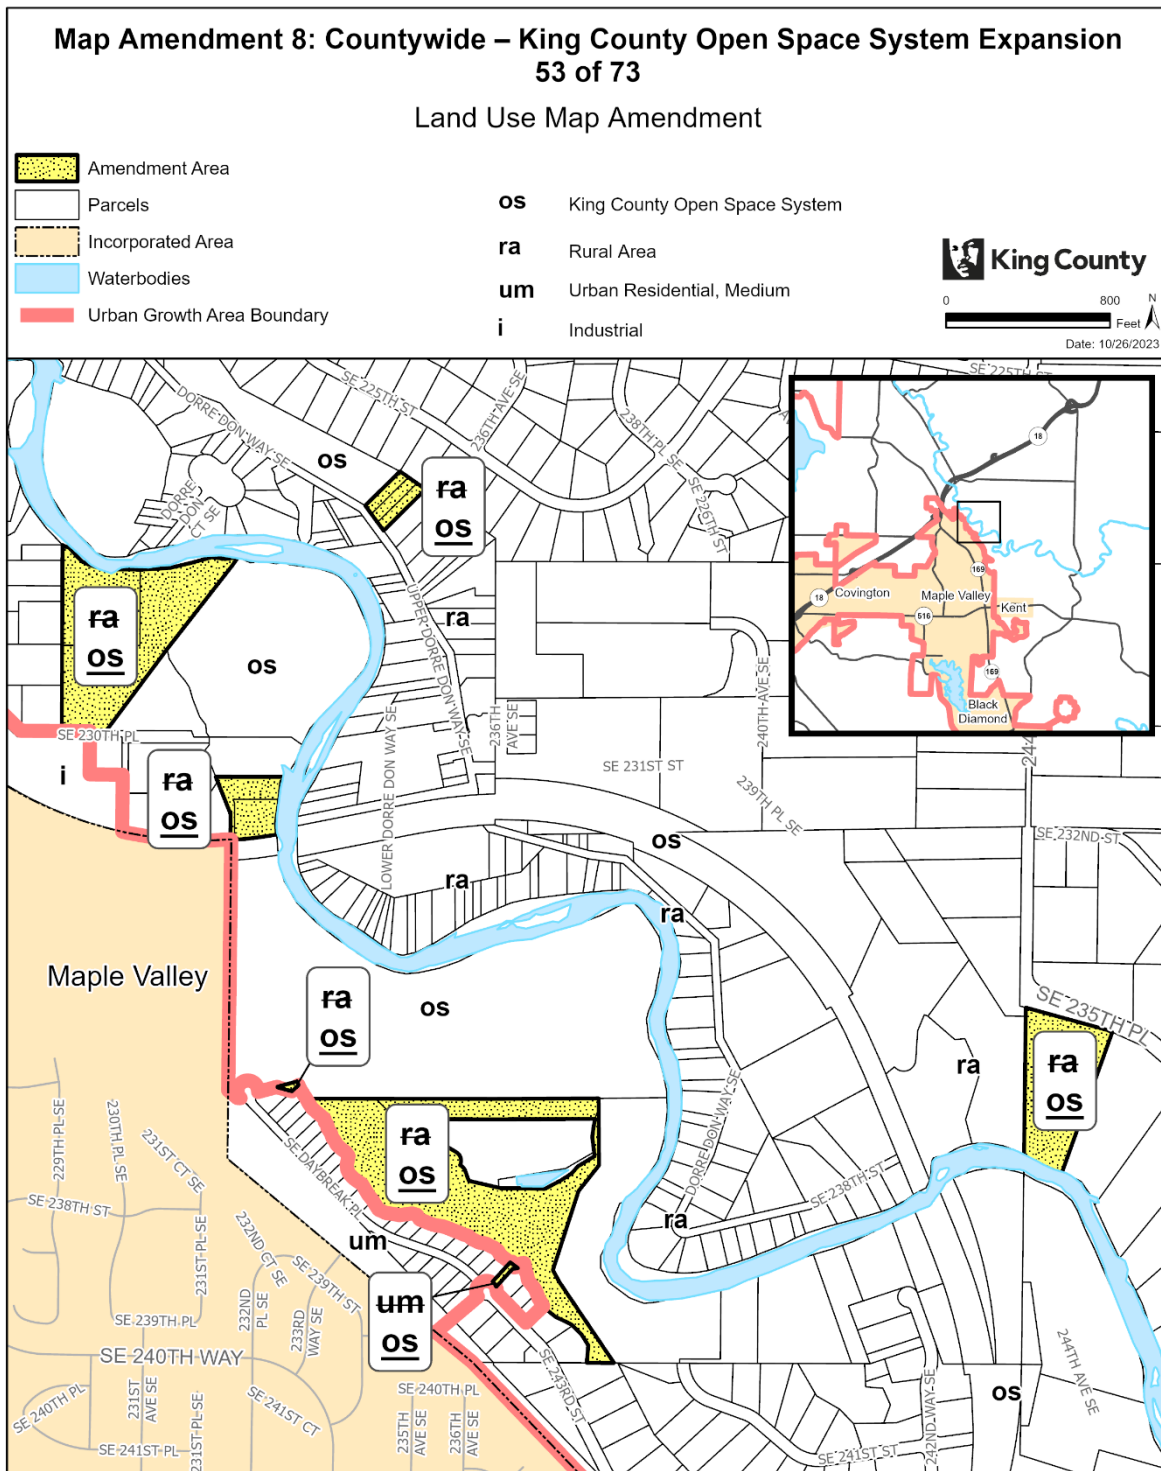 Map Amendment 8: Countywide – King County Open Space System Expansion
53 of 73
Land Use Map Amendment
Amendment Area
Parcels
Incorporated Area
Waterbodies
Urban Growth Area Boundary
os King County Open Space System
ra Rural Area
um Urban Residential, Medium
i Industrial
King County
0 800
Feet
N
Date: 10/26/2023
SE 225TH ST
236TH AVE SE
238TH PL SE
SE 226TH ST
SE 225TH ST
DORRE DON WAY SE
DORRE DON CT SE
os
ra
os
ra
os
os
ra
UPPER DORRE DON WAY SE
LOWER DORRE DON WAY SE
236TH AVE SE
240TH AVE SE
SE 231ST ST
239TH PL SE
244
SE 232ND ST
SE 230TH PL
i
ra
os
18
Covington
Maple Valley
Kent
18
516
169
169
Black Diamond
os
ra
ra
Maple Valley
ra
os
os
SE 235TH PL
ra
ra
os
DORRE DON WAY SE
SE 238TH ST
ra
ra
os
SE DAYBREAK PL
um
um
os
229TH PL SE
230TH PL SE
231ST CT SE
SE 238TH ST
231ST PL SE
232ND CT SE
SE 239TH ST
232ND PL SE
233RD WAY SE
SE 239TH PL
SE 240TH WAY
SE 240TH PL
231ST AVE SE
SE 241ST CT
SE 241ST PL
231ST PL SE
SE 240TH PL
235TH AVE SE
236TH AVE SE
SE 243RD ST
SE 241ST ST
242ND WAY SE
os
244TH AVE SE